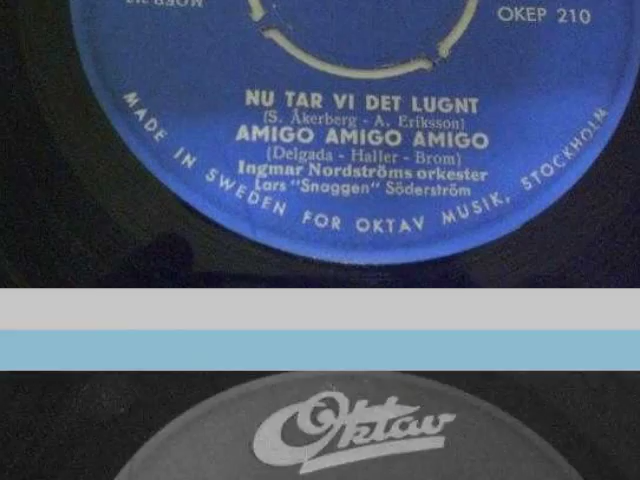 OKEP 210
NU TAR VI DET LUGNT
(S. Åkerberg - A. Eriksson)
AMIGO AMIGO AMIGO
(Delgada - Haller - Brom)
Ingmar Nordströms orkester
Lars "Snaggen" Söderström
MADE IN SWEDEN FOR OKTAV MUSIK, STOCKHOLM
Oktav